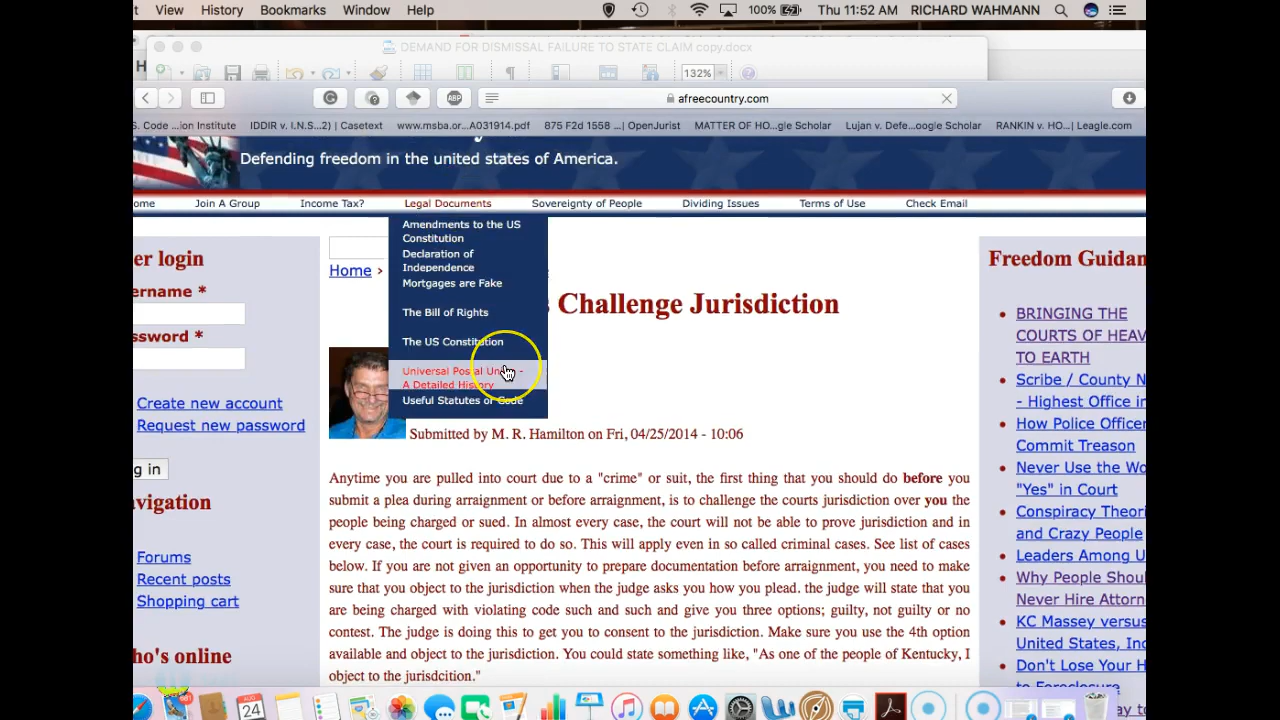 View History Bookmarks Window Help 100% Thu 11:52 AM RICHARD WAHMANN
DEMAND FOR DISMISSAL FAILURE TO STATE CLAIM copy.docx
132%
afreecountry.com
S. Code ...ion Institute IDDIR v. I.N.S...2) | Casetext www.msba.or...A031914.pdf 875 F2d 1558 ... | OpenJurist MATTER OF HO...gle Scholar Lujan v. Defe...oogle Scholar RANKIN v. HO... | Leagle.com
Defending freedom in the united states of America.
ome Join A Group Income Tax? Legal Documents Sovereignty of People Dividing Issues Terms of Use Check Email
Amendments to the US
Constitution
Declaration of
Independence
Mortgages are Fake
The Bill of Rights
The US Constitution
Universal Postal Union -
A Detailed History
Useful Statutes or Code
er login
ername *
ssword *
Create new account
Request new password
g in
avigation
Forums
Recent posts
Shopping cart
ho's online
Home ›
s Challenge Jurisdiction
Submitted by M. R. Hamilton on Fri, 04/25/2014 - 10:06
Anytime you are pulled into court due to a "crime" or suit, the first thing that you should do before you
submit a plea during arraignment or before arraignment, is to challenge the courts jurisdiction over you the
people being charged or sued. In almost every case, the court will not be able to prove jurisdiction and in
every case, the court is required to do so. This will apply even in so called criminal cases. See list of cases
below. If you are not given an opportunity to prepare documentation before arraignment, you need to make
sure that you object to the jurisdiction when the judge asks you how you plead. the judge will state that you
are being charged with violating code such and such and give you three options; guilty, not guilty or no
contest. The judge is doing this to get you to consent to the jurisdiction. Make sure you use the 4th option
available and object to the jurisdiction. You could state something like, "As one of the people of Kentucky, I
object to the jurisdcition."
Freedom Guidan
BRINGING THE
COURTS OF HEAV
TO EARTH
Scribe / County N
- Highest Office in
How Police Officer
Commit Treason
Never Use the Wo
"Yes" in Court
Conspiracy Theori
and Crazy People
Leaders Among U
Why People Shou
Never Hire Attorn
KC Massey versus
United States, Inc
Don't Lose Your H
to Foreclosure
AUG
24